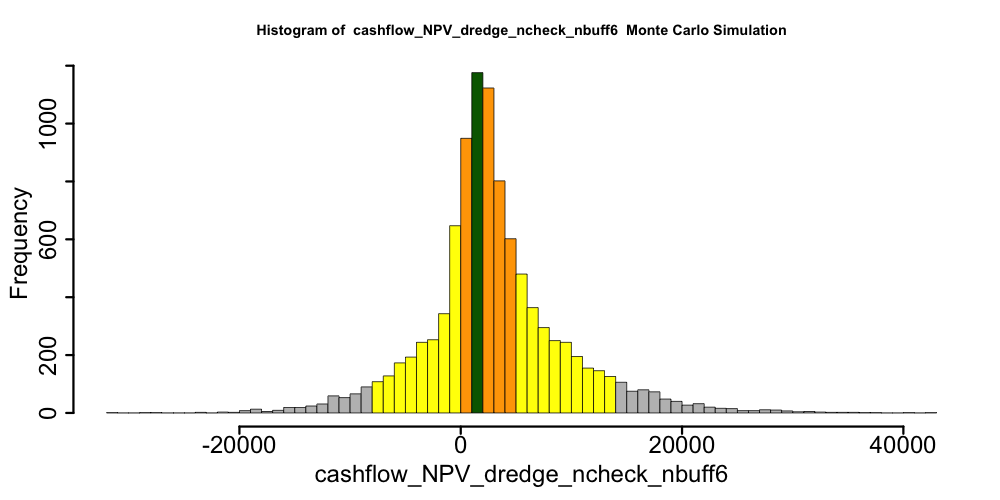 Histogram of  cashflow_NPV_dredge_ncheck_nbuff6  Monte Carlo Simulation
Frequency
1000
600
200
0
-20000
0
20000
40000
cashflow_NPV_dredge_ncheck_nbuff6